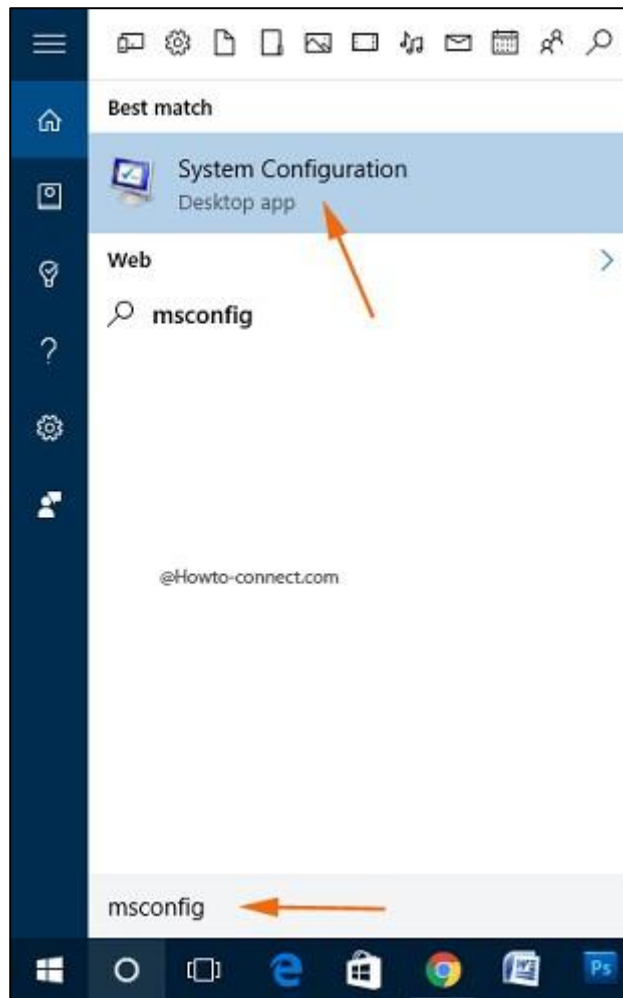 Best match
System Configuration
Desktop app
Web
msconfig
@Howto-connect.com
msconfig
Ps